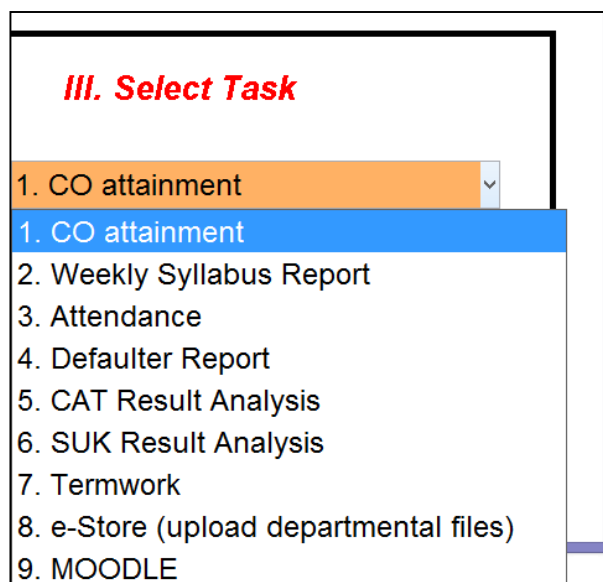 III. Select Task
1. CO attainment
1. CO attainment
2. Weekly Syllabus Report
3. Attendance
4. Defaulter Report
5. CAT Result Analysis
6. SUK Result Analysis
7. Termwork
8. e-Store (upload departmental files)
9. MOODLE